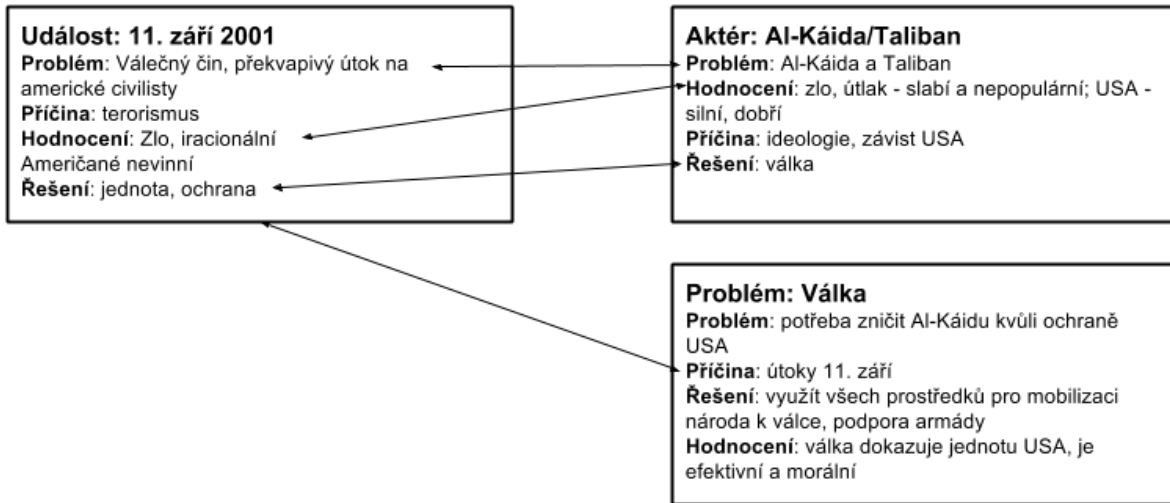 Událost: 11. září 2001
Problém: Válečný čin, překvapivý útok na
americké civilisty
Příčina: terorismus
Hodnocení: Zlo, iracionální
Američané nevinní
Řešení: jednota, ochrana
Aktér: Al-Káida/Taliban
Problém: Al-Káida a Taliban
Hodnocení: zlo, útlak - slabí a nepopulární; USA -
silní, dobří
Příčina: ideologie, závist USA
Řešení: válka
Problém: Válka
Problém: potřeba zničit Al-Káidu kvůli ochraně
USA
Příčina: útoky 11. září
Řešení: využít všech prostředků pro mobilizaci
národa k válce, podpora armády
Hodnocení: válka dokazuje jednotu USA, je
efektivní a morální